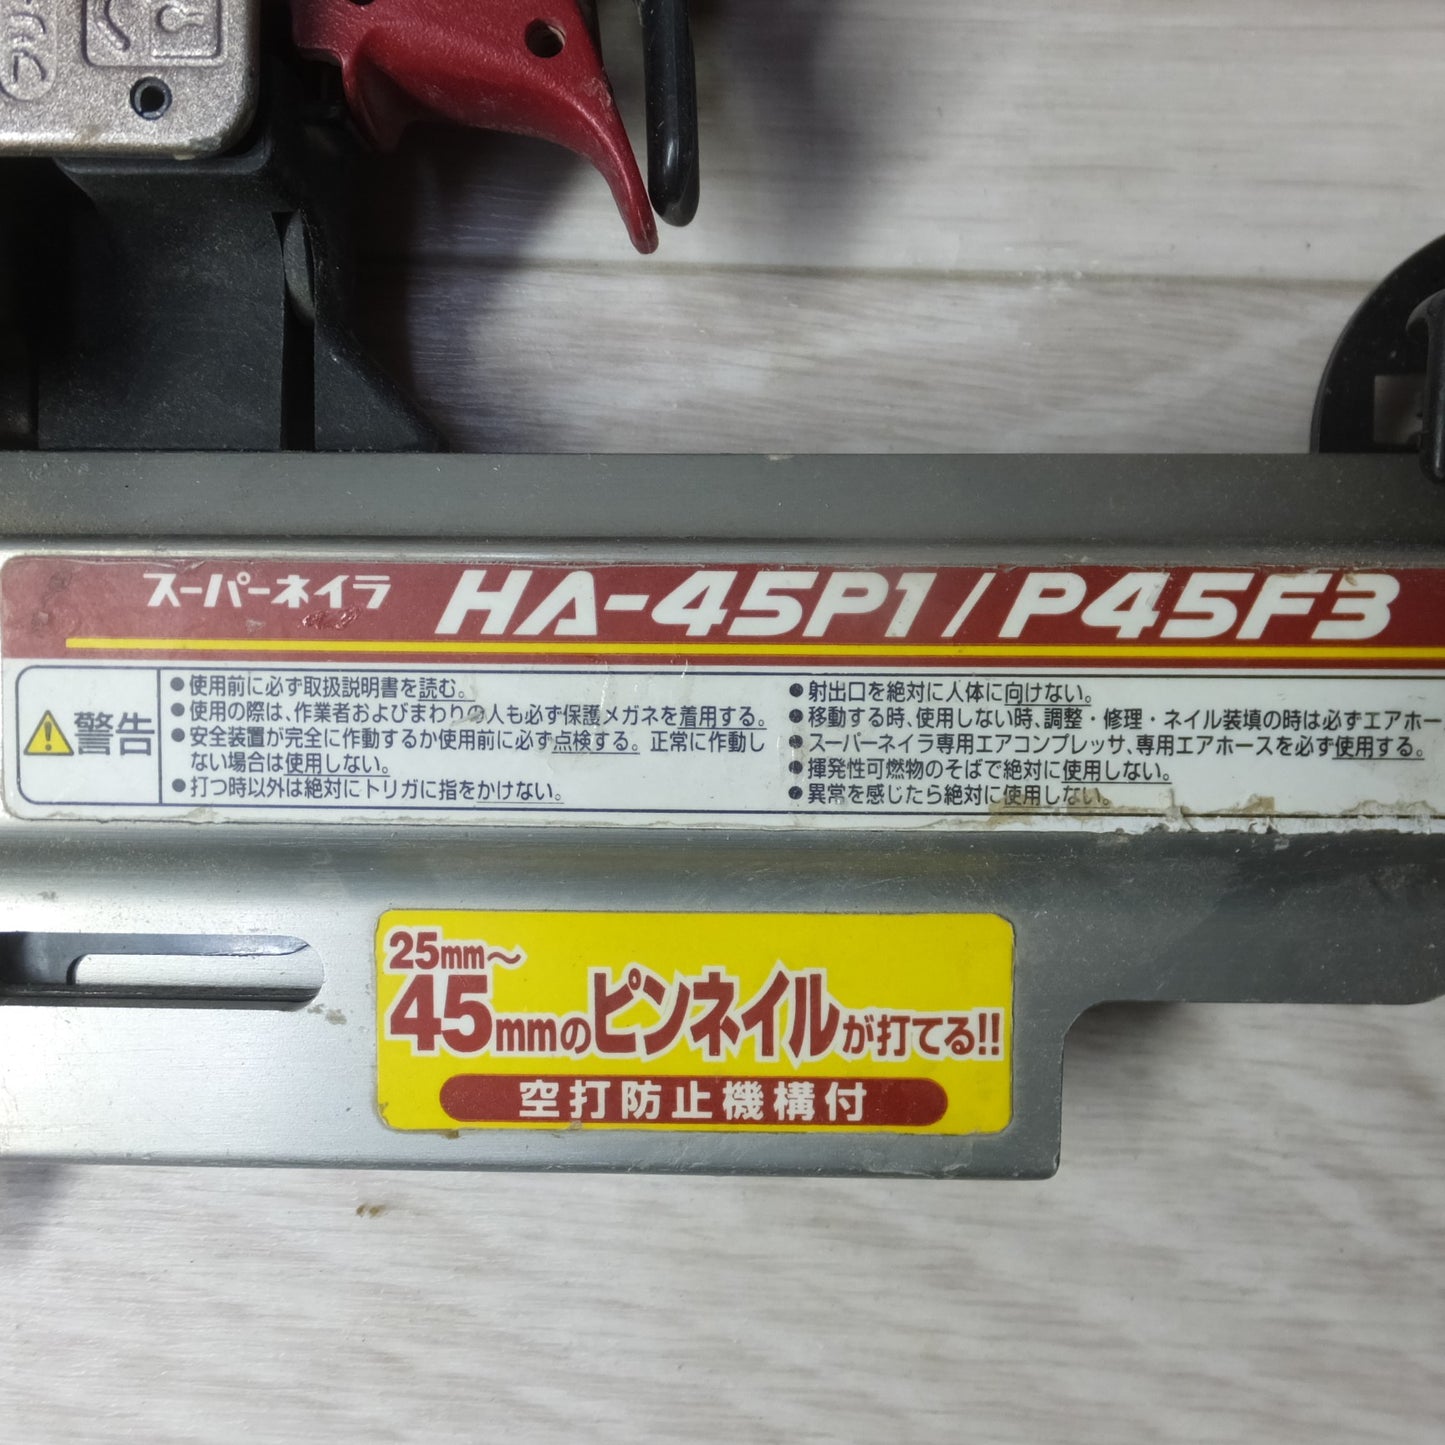 フリー
スーパーネイラ HA-45P1/P45F3
警告
●使用前に必ず取扱説明書を読む。
●使用の際は、作業者およびまわりの人も必ず保護メガネを着用する。
●安全装置が完全に作動するか使用前に必ず点検する。正常に作動し
ない場合は使用しない。
●打つ時以外は絶対にトリガに指をかけない。
●射出口を絶対に人体に向けない。
●移動する時、使用しない時、調整・修理・ネイル装填の時は必ずエアホー
●スーパーネイラ専用エアコンプレッサ、専用エアホースを必ず使用する。
●揮発性可燃物のそばで絶対に使用しない。
●異常を感じたら絶対に使用しない。
25mm～
45mmのピンネイルが打てる!!
空打防止機構付